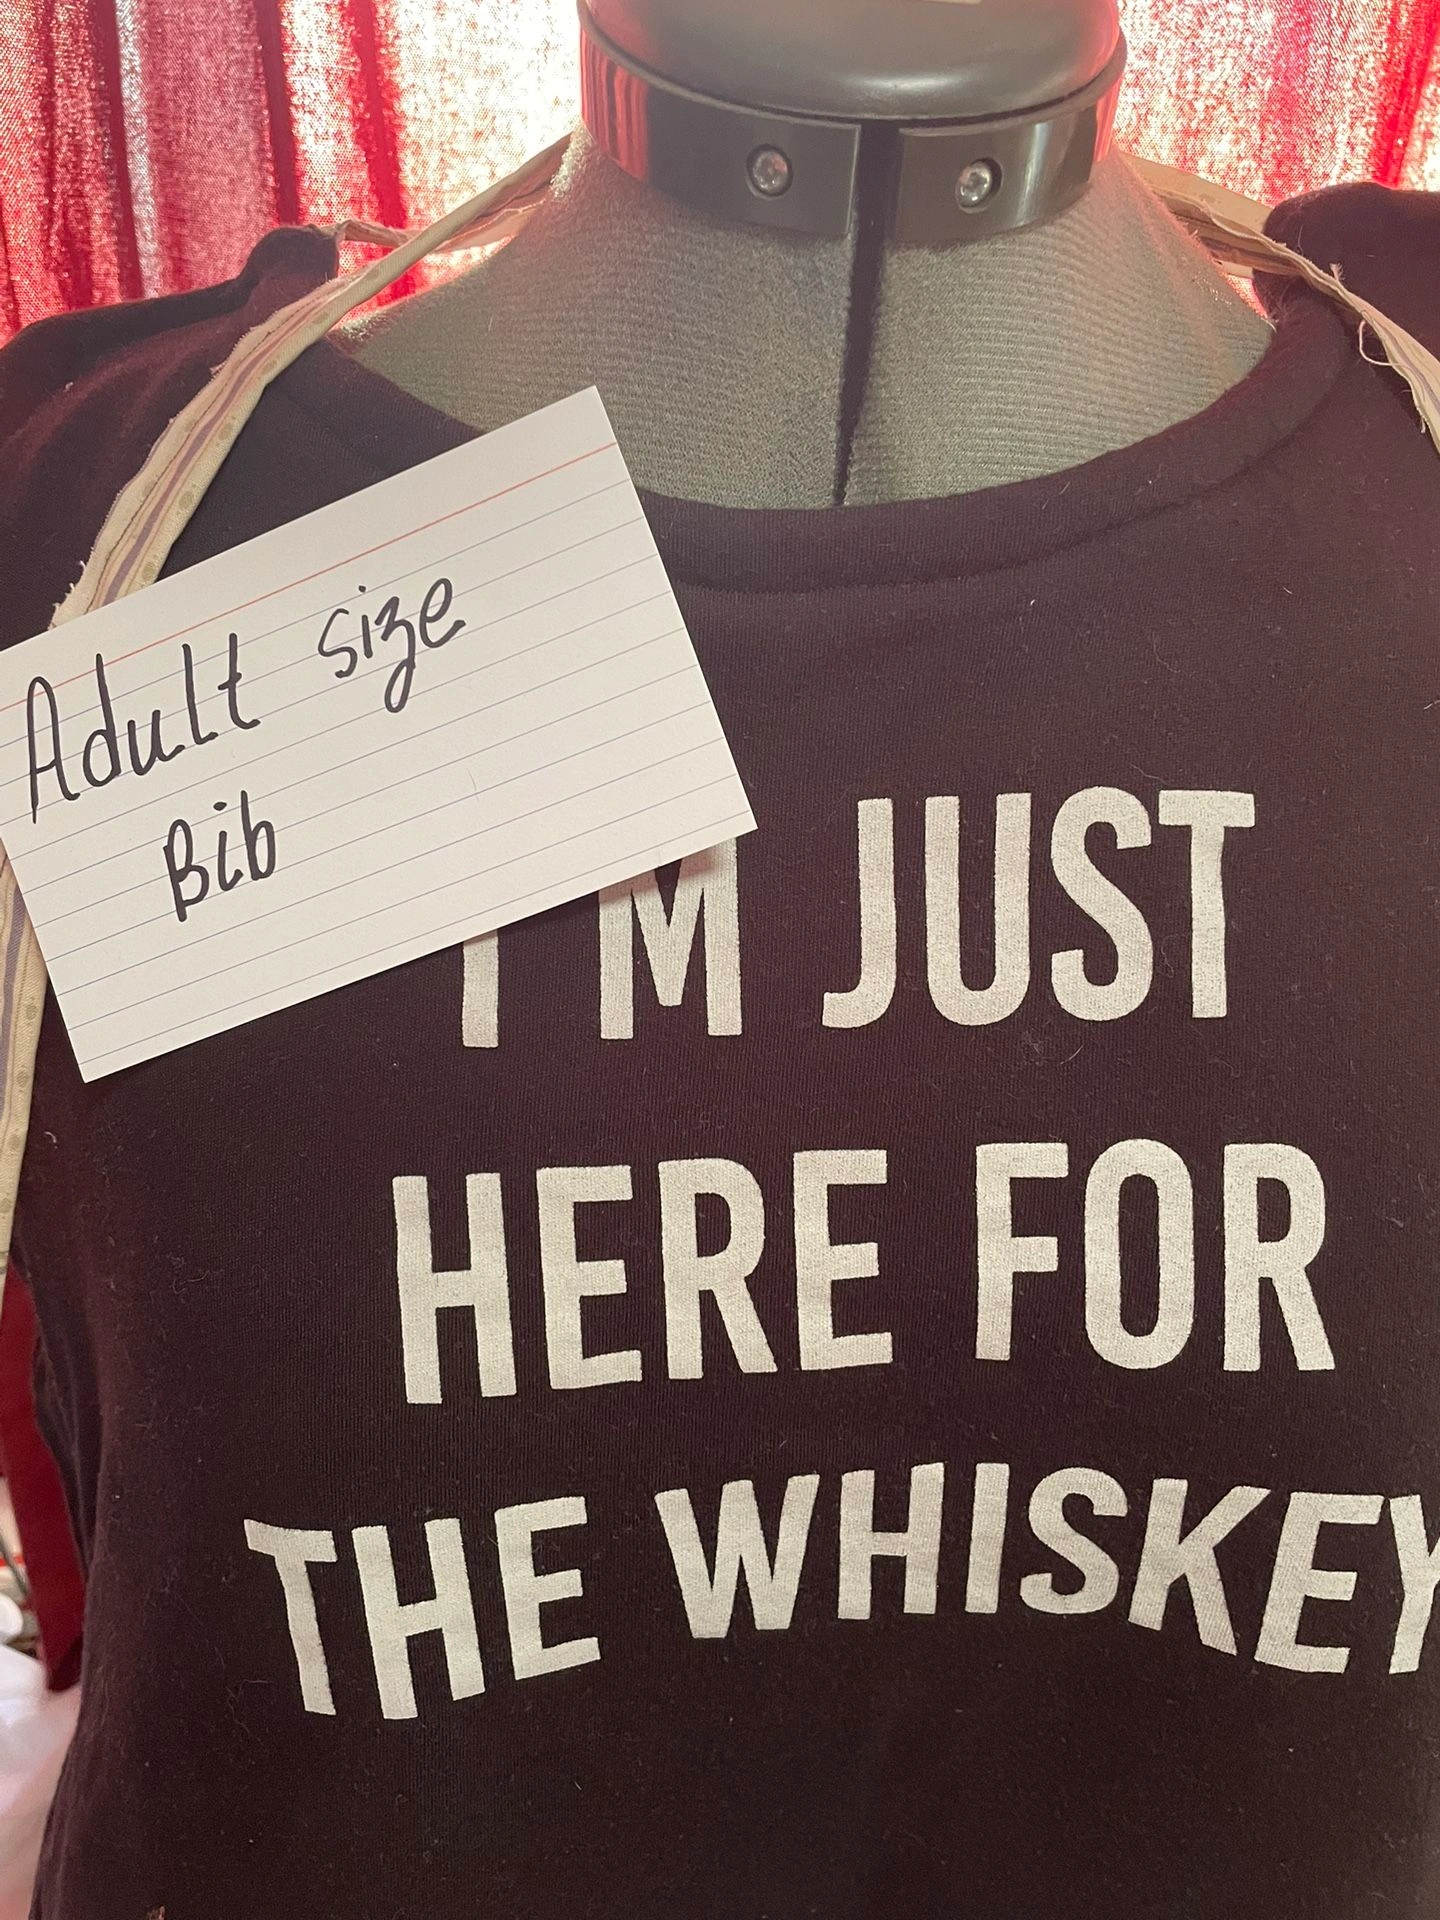 Adult size
Bib
I'M JUST
HERE FOR
THE WHISKEY